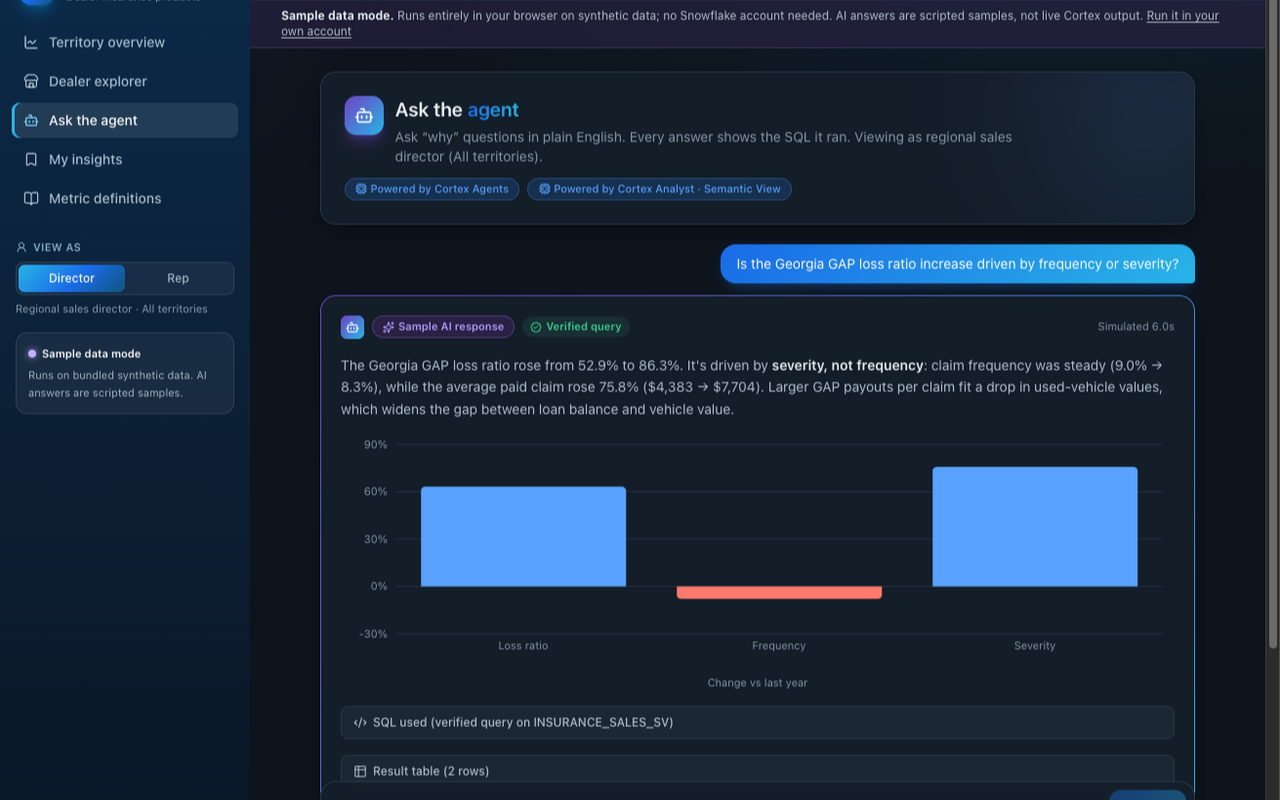 Dealer insurance products
Territory overview
Dealer explorer
Ask the agent
My insights
Metric definitions
VIEW AS
Director
Rep
Regional sales director · All territories
Sample data mode
Runs on bundled synthetic data. AI
answers are scripted samples.
Sample data mode. Runs entirely in your browser on synthetic data; no Snowflake account needed. AI answers are scripted samples, not live Cortex output. Run it in your
own account
Ask the agent
Ask “why” questions in plain English. Every answer shows the SQL it ran. Viewing as regional sales
director (All territories).
Powered by Cortex Agents
Powered by Cortex Analyst · Semantic View
Is the Georgia GAP loss ratio increase driven by frequency or severity?
Sample AI response
Verified query
Simulated 6.0s
The Georgia GAP loss ratio rose from 52.9% to 86.3%. It's driven by severity, not frequency: claim frequency was steady (9.0% →
8.3%), while the average paid claim rose 75.8% ($4,383 → $7,704). Larger GAP payouts per claim fit a drop in used-vehicle values,
which widens the gap between loan balance and vehicle value.
90%
60%
30%
0%
-30%
Loss ratio
Frequency
Severity
Change vs last year
SQL used (verified query on INSURANCE_SALES_SV)
Result table (2 rows)